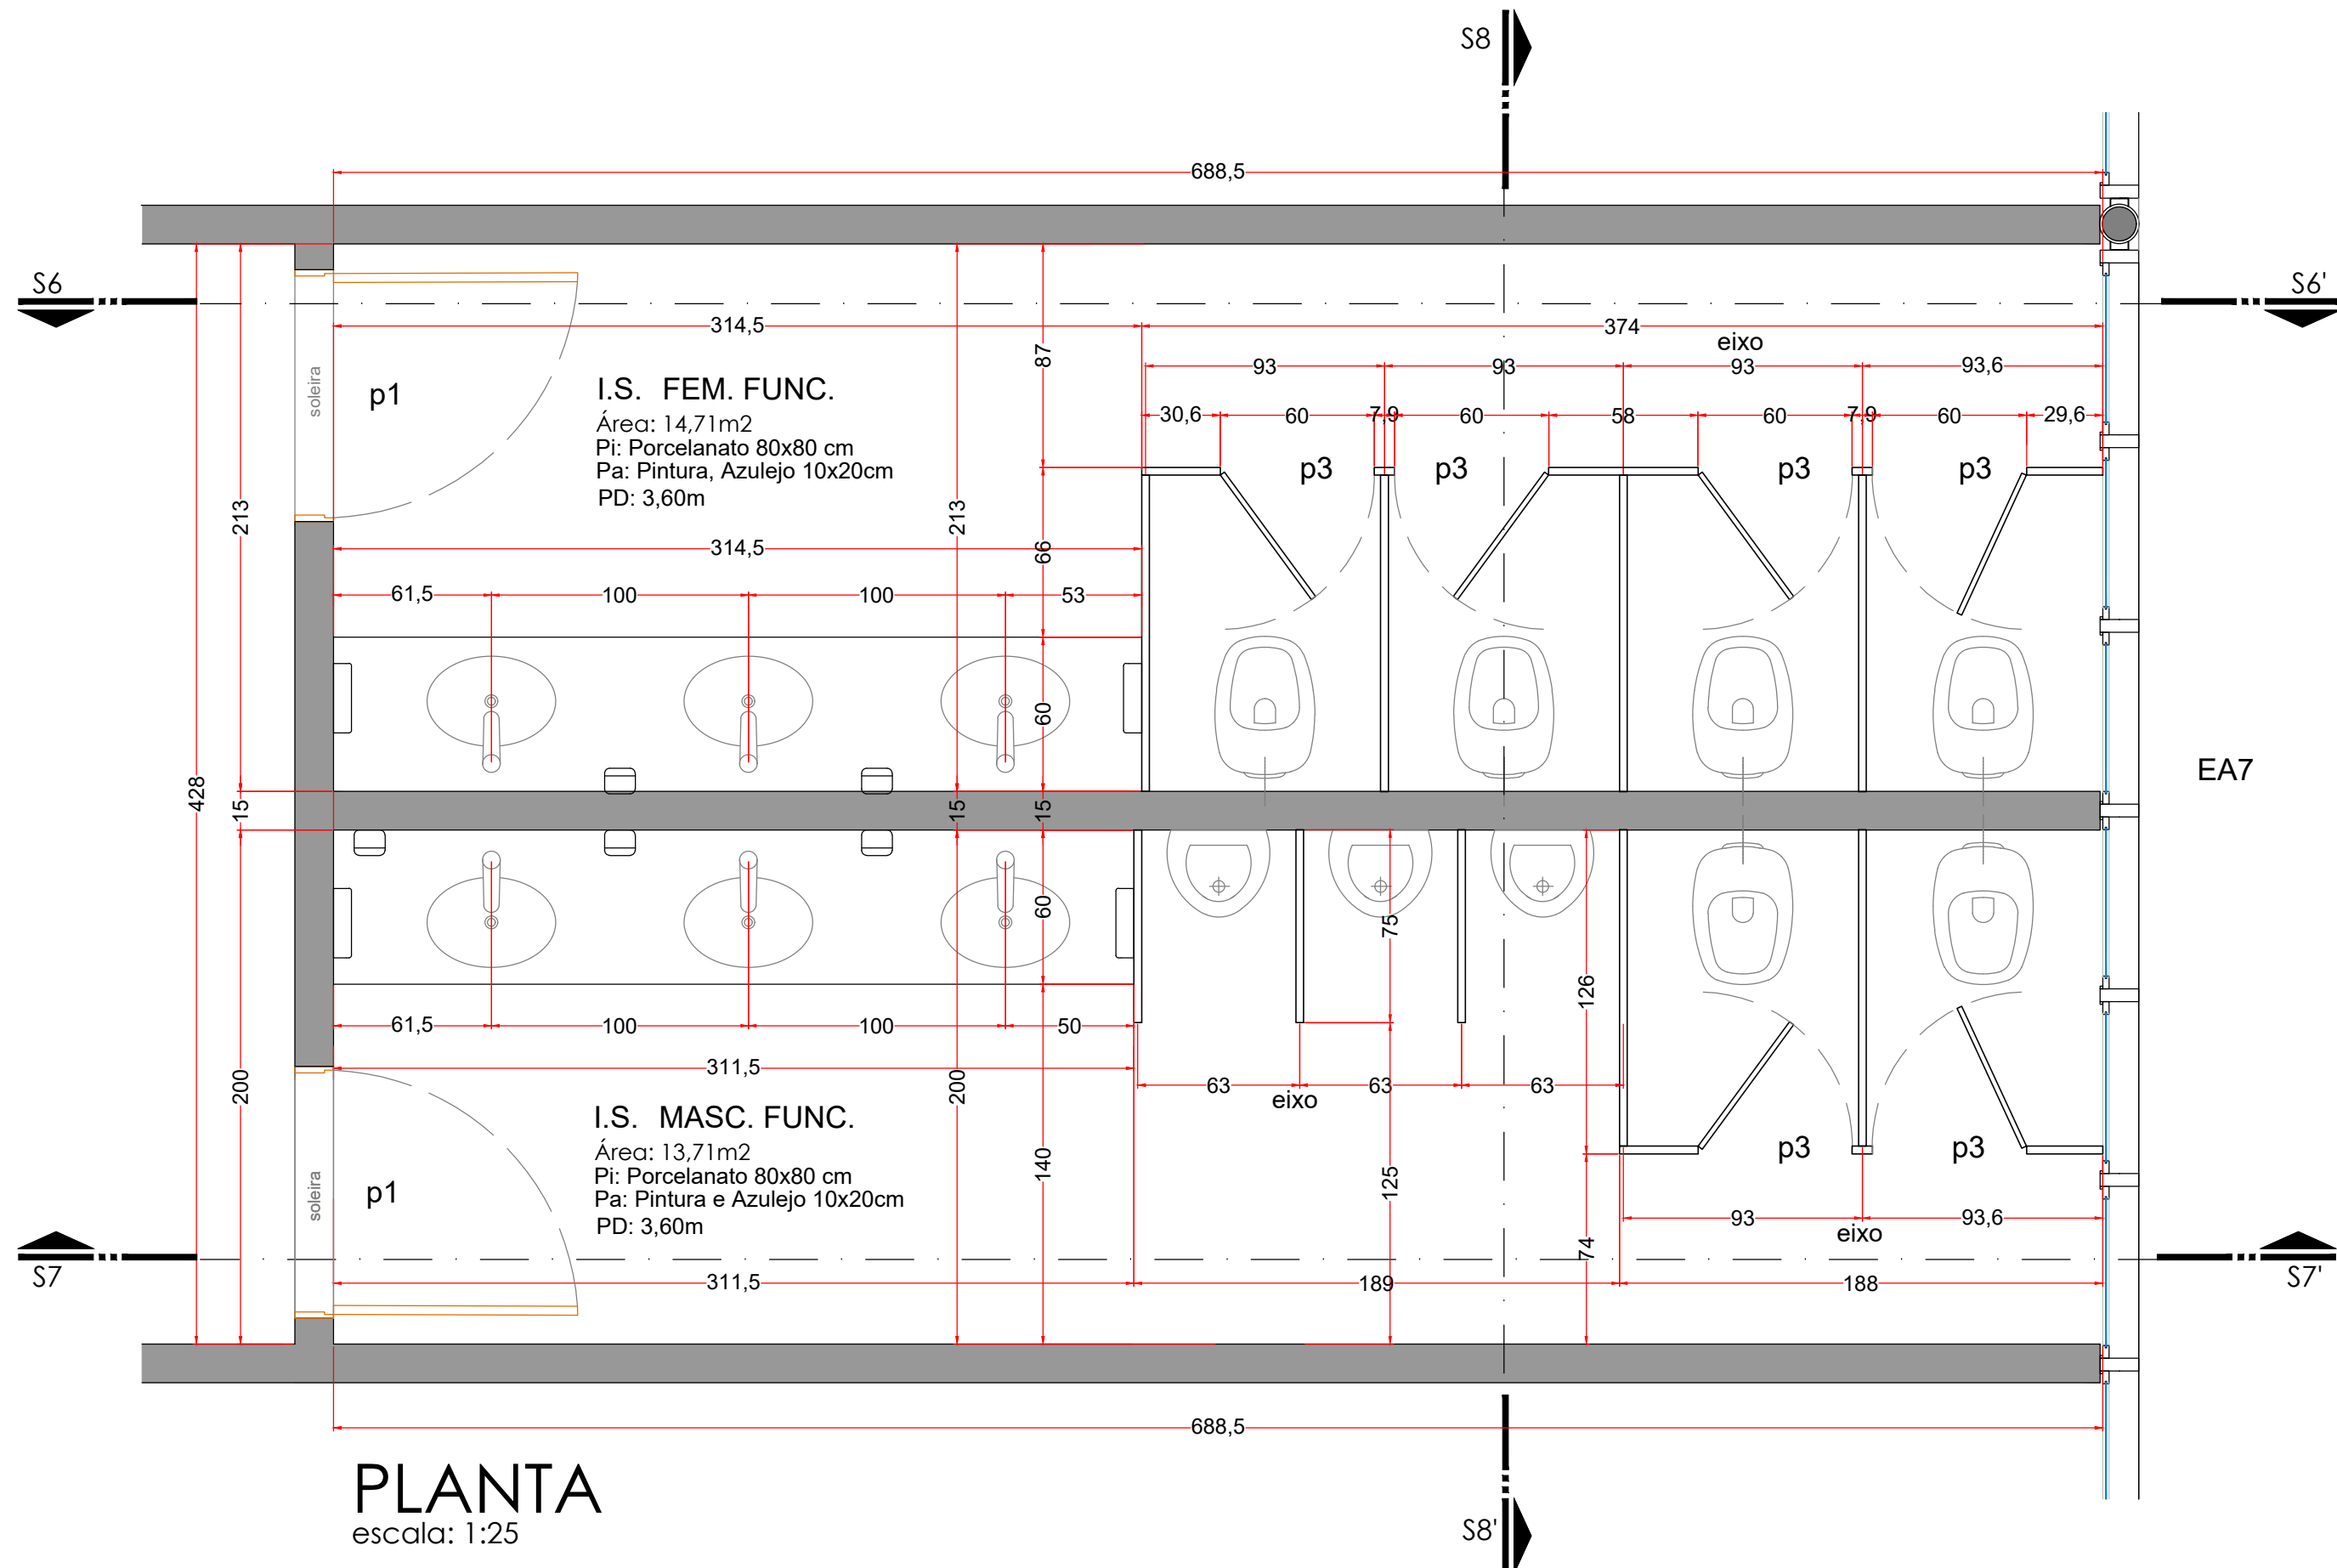 S8
688,5
S6
S6'
314,5
374
eixo
87
93
93
93
93,6
soleira
p1
I.S. FEM. FUNC.
Área: 14,71m2
Pi: Porcelanato 80x80 cm
Pa: Pintura, Azulejo 10x20cm
PD: 3,60m
30,6
60
7,9
60
58
60
7,9
60
29,6
p3
p3
p3
p3
213
213
314,5
66
61,5
100
100
53
60
428
15
15
15
EA7
60
75
126
61,5
100
100
50
311,5
200
200
63
63
63
eixo
I.S. MASC. FUNC.
Área: 13,71m2
Pi: Porcelanato 80x80 cm
Pa: Pintura e Azulejo 10x20cm
PD: 3,60m
soleira
p1
140
125
p3
p3
93
93,6
eixo
74
S7
S7'
311,5
189
188
688,5
PLANTA
escala: 1:25
S8'